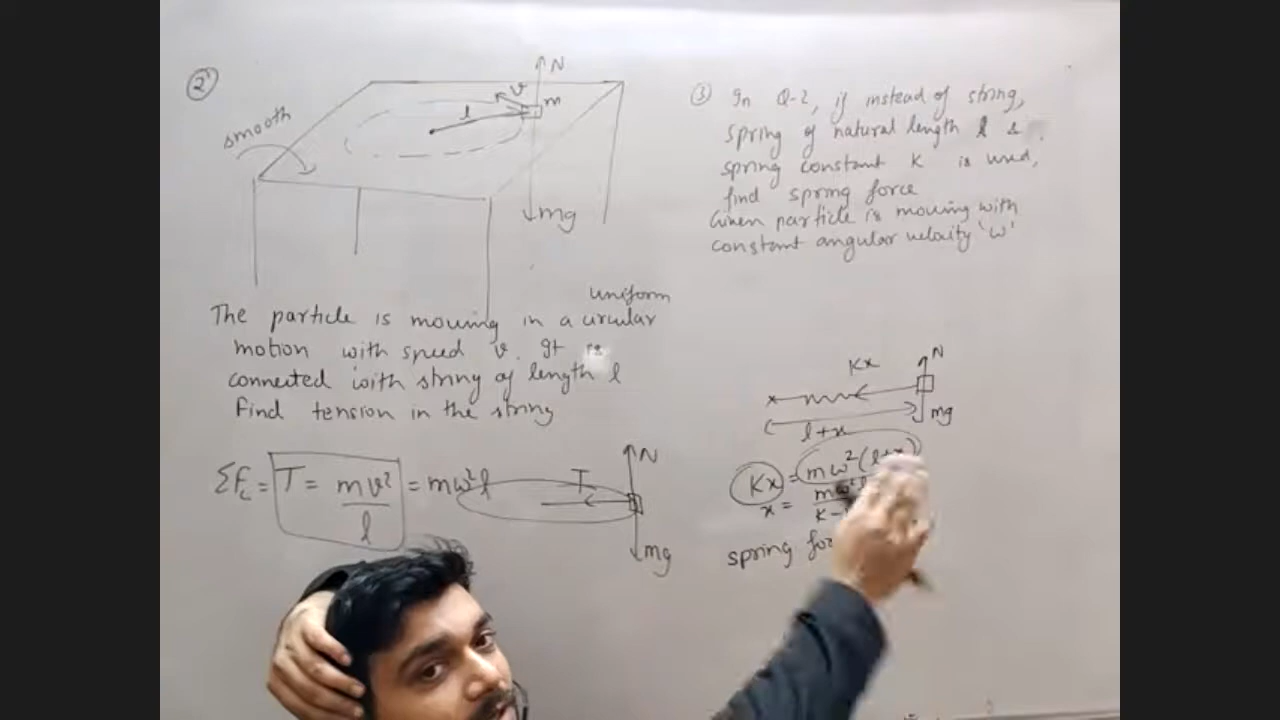 2
N
v
m
l
smooth
mg
The particle is moving in a uniform circular
motion with speed v. It is
connected with string of length l
Find tension in the string
ΣFc = T = mv²/l = mω²l
T
N
mg
3 In Q-2, if instead of string,
spring of natural length l &
spring constant K is used,
find spring force
Given particle is moving with
constant angular velocity 'ω'
Kx
N
mg
l+x
Kx = mω²(l+x)
x =
spring